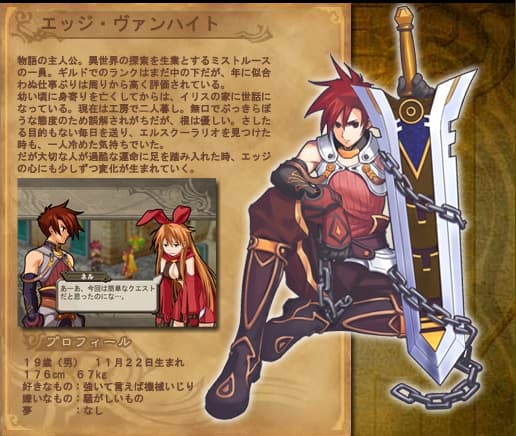 エッジ・ヴァンハイト
物語の主人公。異世界の探索を生業とするミストルース
の一員。ギルドでのランクはまだ中の下だが、年に似合
わぬ仕事ぶりは周りから高く評価されている。
幼い頃に身寄りを亡くしてからは、イリスの家に世話に
なっている。現在は工房で二人暮し。無口でぶっきらぼ
うな態度のため誤解されがちだが、根は優しい。さした
る目的もない毎日を送り、エルスクーラリオを見つけた
時も、一人冷めた気持ちでいた。
だが大切な人が過酷な運命に足を踏み入れた時、エッジ
の心にも少しずつ変化が生まれていく。
ネル
あーあ、今回は簡単なクエスト
だと思ったのにな…。
プロフィール
19歳（男） 11月22日生まれ
176cm 67kg
好きなもの：強いて言えば機械いじり
嫌いなもの：騒がしいもの
夢 ：なし